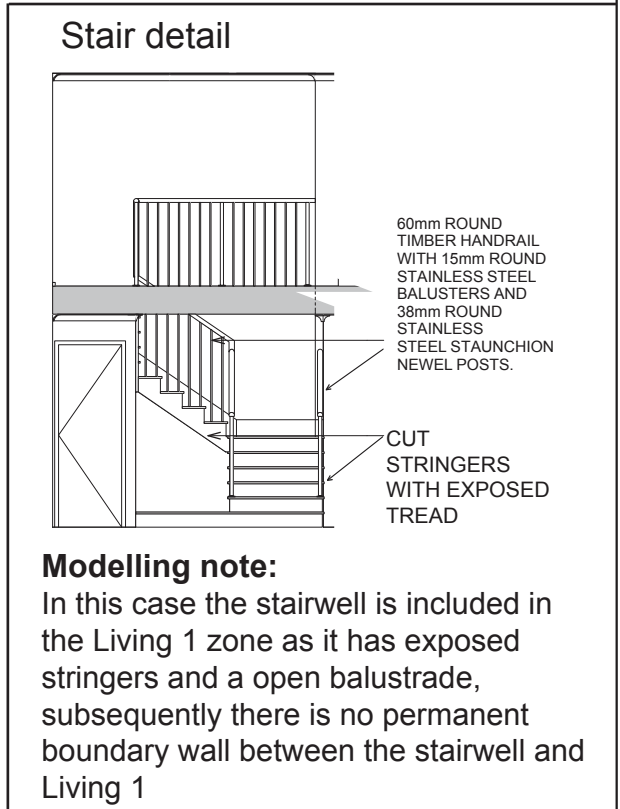 Stair detail
60mm ROUND
TIMBER HANDRAIL
WITH 15mm ROUND
STAINLESS STEEL
BALUSTERS AND
38mm ROUND
STAINLESS
STEEL STAUNCHION
NEWEL POSTS.
CUT
STRINGERS
WITH EXPOSED
TREAD
Modelling note:
In this case the stairwell is included in
the Living 1 zone as it has exposed
stringers and a open balustrade,
subsequently there is no permanent
boundary wall between the stairwell and
Living 1